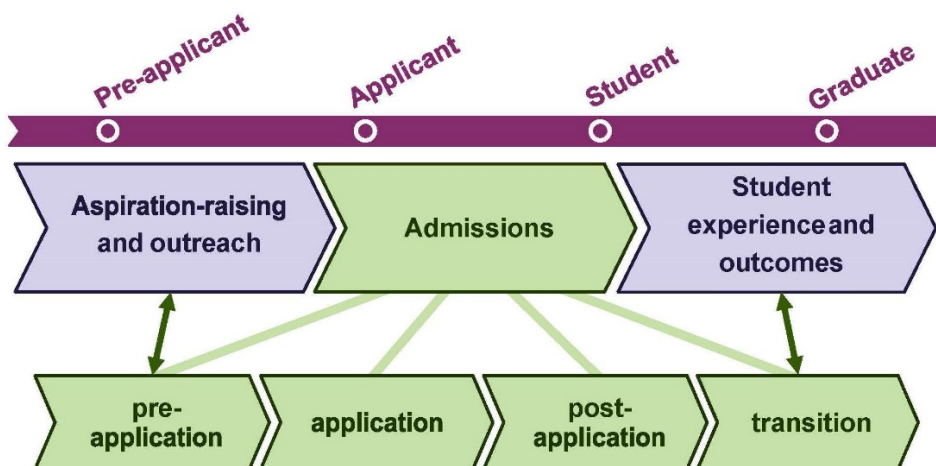 Pre-applicant
Applicant
Student
Graduate
Aspiration-raising
and outreach
Admissions
Student
experience and
outcomes
pre-
application
application
post-
application
transition